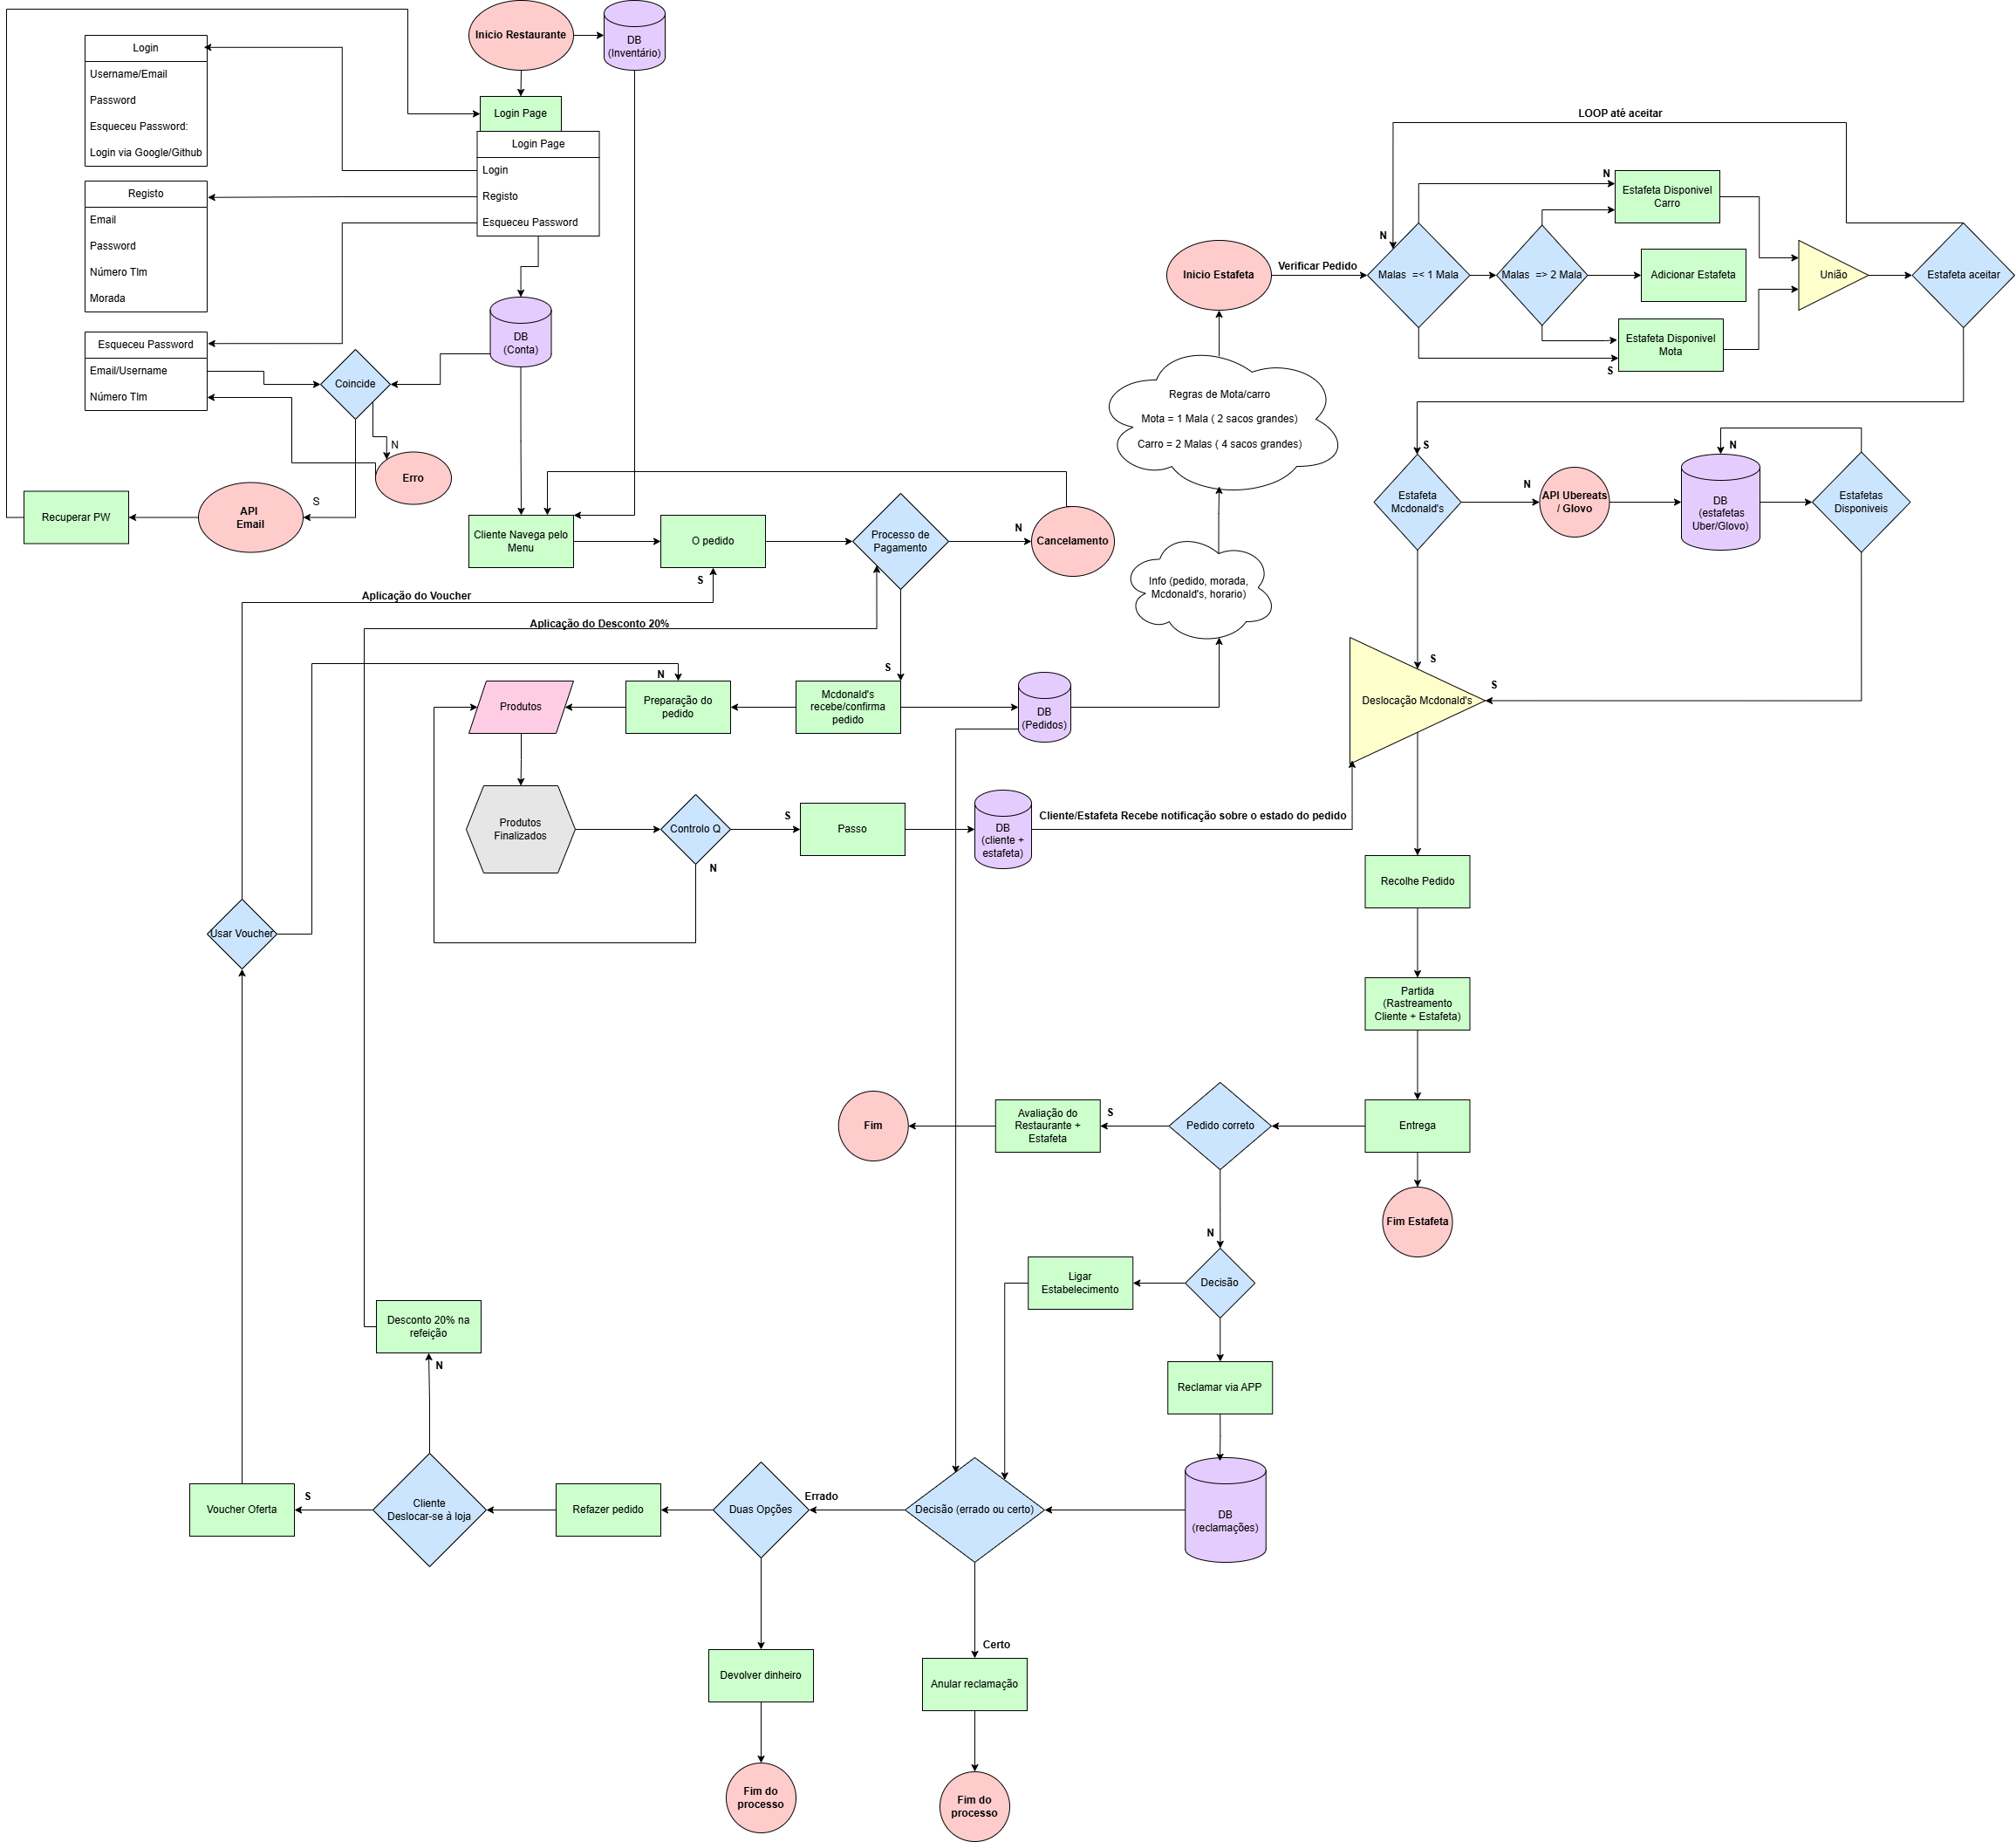 Inicio Restaurante
DB
(Inventário)
Login
Username/Email
Password
Esqueceu Password:
Login via Google/Github
Login Page
Login Page
Login
Registo
Esqueceu Password
Registo
Email
Password
Número Tlm
Morada
Esqueceu Password
Email/Username
Número Tlm
Coincide
DB
(Conta)
N
Erro
S
API
Email
Recuperar PW
Cliente Navega pelo
Menu
O pedido
Processo de
Pagamento
N
Cancelamento
S
Aplicação do Voucher
Aplicação do Desconto 20%
S
N
Produtos
Preparação do
pedido
Mcdonald's
recebe/confirma
pedido
DB
(Pedidos)
Info (pedido, morada,
Mcdonald's, horario)
Regras de Mota/carro
Mota = 1 Mala ( 2 sacos grandes)
Carro = 2 Malas ( 4 sacos grandes)
Inicio Estafeta
Verificar Pedido
LOOP até aceitar
N
Malas =< 1 Mala
Malas => 2 Mala
N
Estafeta Disponivel
Carro
Adicionar Estafeta
Estafeta Disponivel
Mota
S
União
Estafeta aceitar
S
Estafeta
Mcdonald's
N
API Ubereats
/ Glovo
N
DB
(estafetas
Uber/Glovo)
Estafetas
Disponiveis
S
S
Deslocação Mcdonald's
Produtos
Finalizados
Controlo Q
S
N
Passo
DB
(cliente +
estafeta)
Cliente/Estafeta Recebe notificação sobre o estado do pedido
Recolhe Pedido
Usar Voucher
Partida
(Rastreamento
Cliente + Estafeta)
Fim
Avaliação do
Restaurante +
Estafeta
S
Pedido correto
Entrega
Fim Estafeta
N
Ligar
Estabelecimento
Decisão
Desconto 20% na
refeição
N
Reclamar via APP
Voucher Oferta
S
Cliente
Deslocar-se à loja
Refazer pedido
Duas Opções
Errado
Decisão (errado ou certo)
DB
(reclamações)
Certo
Devolver dinheiro
Anular reclamação
Fim do
processo
Fim do
processo